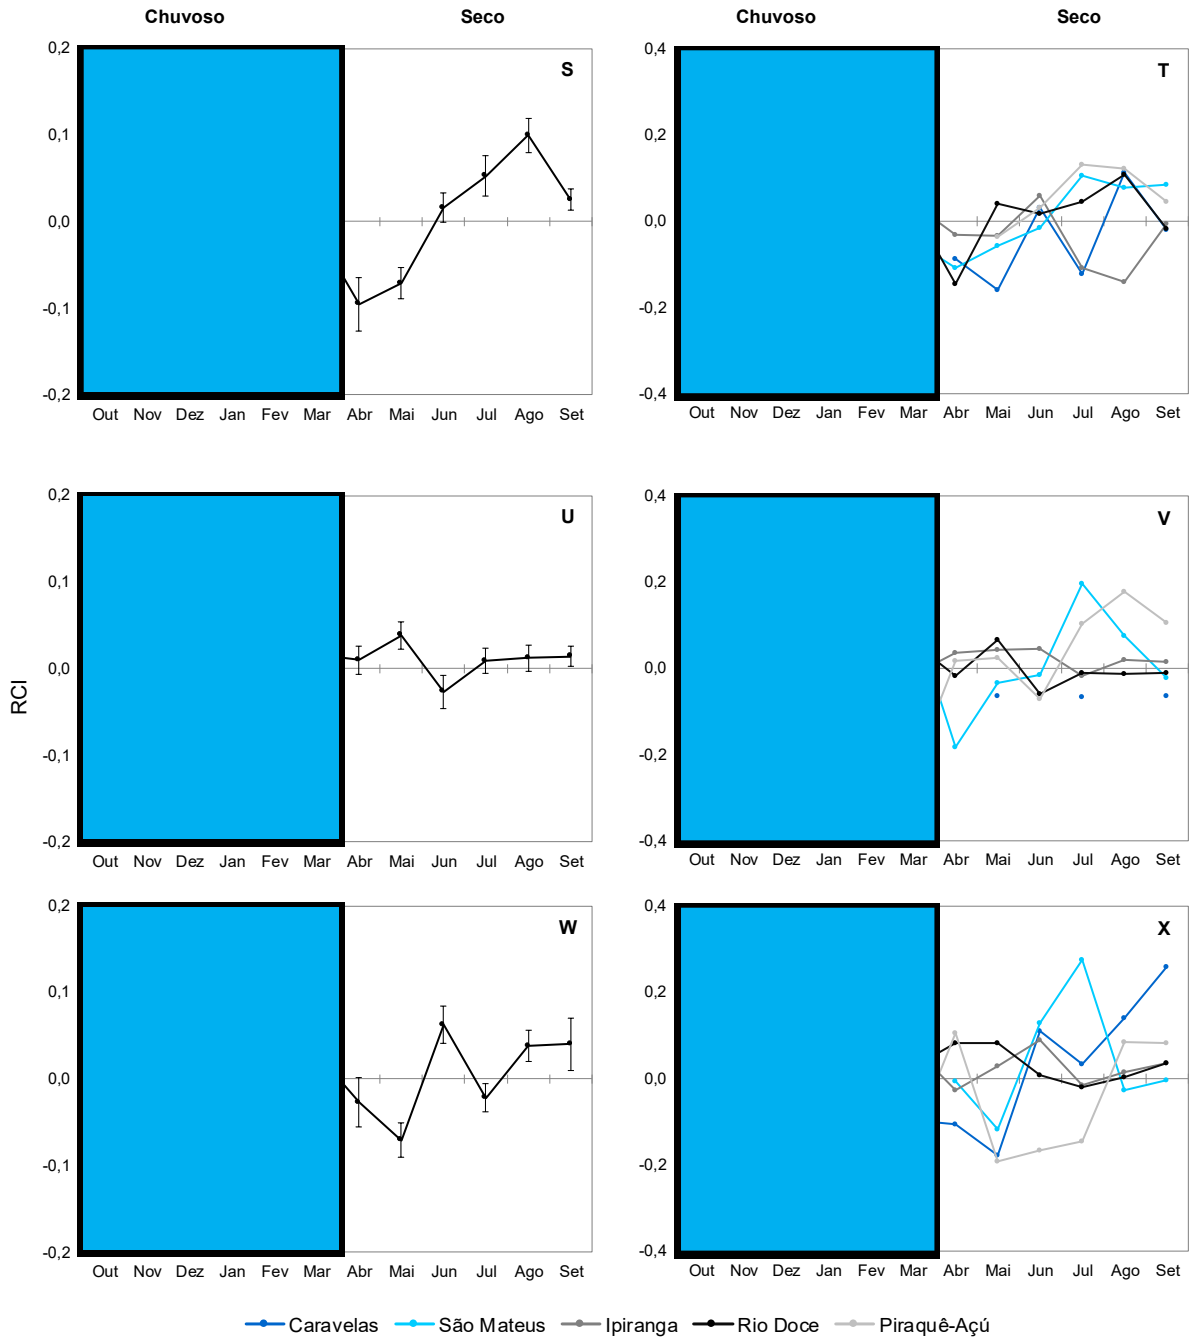 Chuvoso Seco Chuvoso Seco
0,2 S
0,1
0,0
-0,1
-0,2
Out Nov Dez Jan Fev Mar Abr Mai Jun Jul Ago Set
0,4 T
0,2
0,0
-0,2
-0,4
Out Nov Dez Jan Fev Mar Abr Mai Jun Jul Ago Set
RCI
0,2 U
0,1
0,0
-0,1
-0,2
Out Nov Dez Jan Fev Mar Abr Mai Jun Jul Ago Set
0,4 V
0,2
0,0
-0,2
-0,4
Out Nov Dez Jan Fev Mar Abr Mai Jun Jul Ago Set
0,2 W
0,1
0,0
-0,1
-0,2
Out Nov Dez Jan Fev Mar Abr Mai Jun Jul Ago Set
0,4 X
0,2
0,0
-0,2
-0,4
Out Nov Dez Jan Fev Mar Abr Mai Jun Jul Ago Set
Caravelas São Mateus Ipiranga Rio Doce Piraquê-Açú